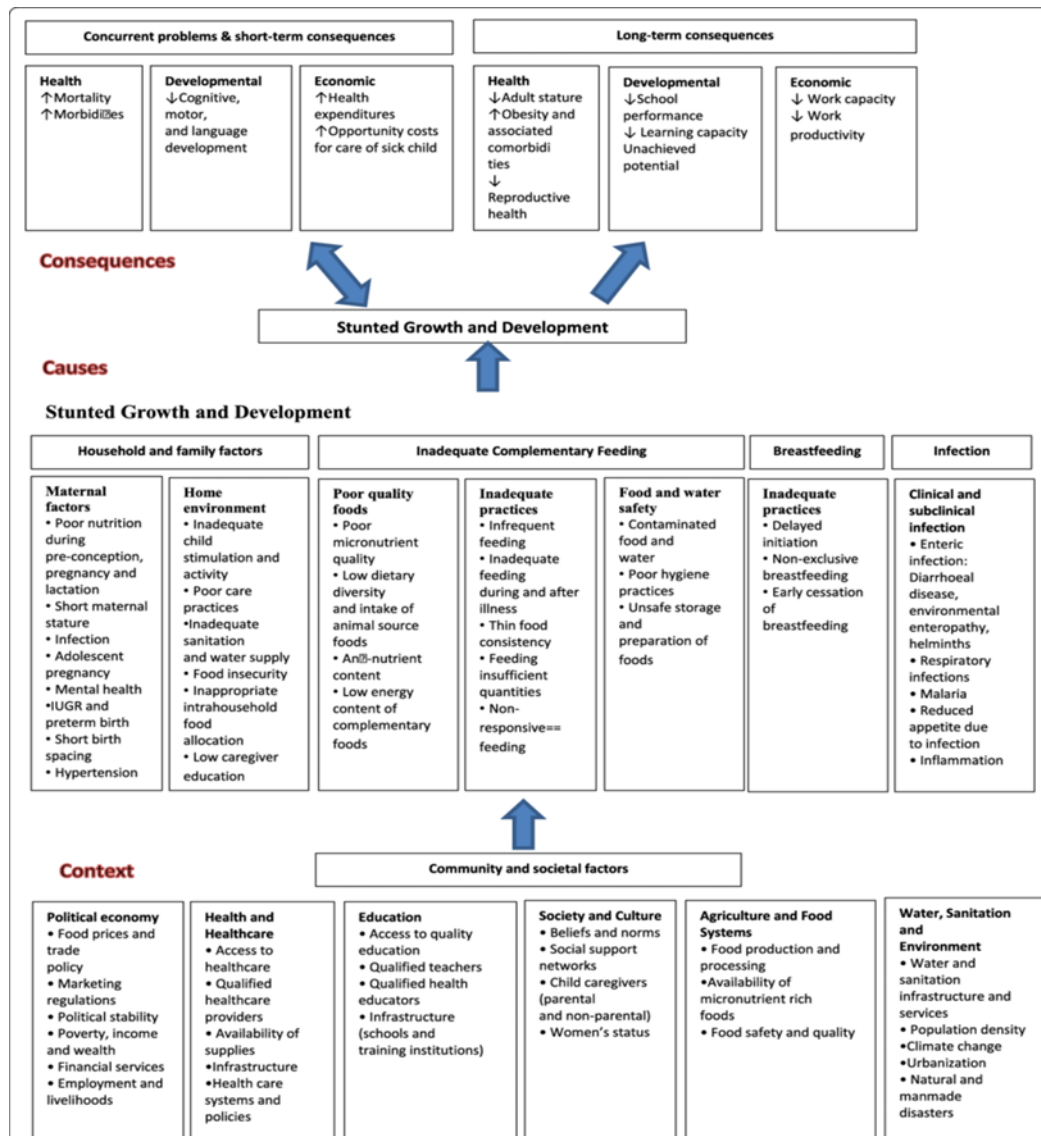 Concurrent problems & short-term consequences
Long-term consequences
Health
↑Mortality
↑Morbidi�es
Developmental
↓Cognitive,
motor,
and language
development
Economic
↑Health
expenditures
↑Opportunity costs
for care of sick child
Health
↓Adult stature
↑Obesity and
associated
comorbidi
ties
↓
Reproductive
health
Developmental
↓School
performance
↓ Learning capacity
Unachieved
potential
Economic
↓ Work capacity
↓ Work
productivity
Consequences
Stunted Growth and Development
Causes
Stunted Growth and Development
Household and family factors
Inadequate Complementary Feeding
Breastfeeding
Infection
Maternal
factors
• Poor nutrition
during
pre-conception,
pregnancy and
lactation
• Short maternal
stature
• Infection
• Adolescent
pregnancy
• Mental health
•IUGR and
preterm birth
• Short birth
spacing
• Hypertension
Home
environment
• Inadequate
child
stimulation and
activity
• Poor care
practices
•Inadequate
sanitation
and water supply
• Food insecurity
• Inappropriate
intrahousehold
food
allocation
• Low caregiver
education
Poor quality
foods
• Poor
micronutrient
quality
• Low dietary
diversity
and intake of
animal source
foods
• An�-nutrient
content
• Low energy
content of
complementary
foods
Inadequate
practices
• Infrequent
feeding
• Inadequate
feeding
during and after
illness
• Thin food
consistency
• Feeding
insufficient
quantities
• Non-
responsive==
feeding
Food and water
safety
• Contaminated
food and
water
• Poor hygiene
practices
• Unsafe storage
and
preparation of
foods
Inadequate
practices
• Delayed
initiation
• Non-exclusive
breastfeeding
• Early cessation
of
breastfeeding
Clinical and
subclinical
infection
• Enteric
infection:
Diarrhoeal
disease,
environmental
enteropathy,
helminths
• Respiratory
infections
• Malaria
• Reduced
appetite due
to infection
• Inflammation
Context
Community and societal factors
Political economy
• Food prices and
trade
policy
• Marketing
regulations
• Political stability
• Poverty, income
and wealth
• Financial services
• Employment and
livelihoods
Health and
Healthcare
• Access to
healthcare
• Qualified
healthcare
providers
• Availability of
supplies
•Infrastructure
•Health care
systems and
policies
Education
• Access to quality
education
• Qualified teachers
• Qualified health
educators
• Infrastructure
(schools and
training institutions)
Society and Culture
• Beliefs and norms
• Social support
networks
• Child caregivers
(parental
and non-parental)
• Women's status
Agriculture and Food
Systems
• Food production and
processing
•Availability of
micronutrient rich
foods
• Food safety and quality
Water, Sanitation
and
Environment
• Water and
sanitation
infrastructure and
services
• Population density
•Climate change
•Urbanization
• Natural and
manmade
disasters